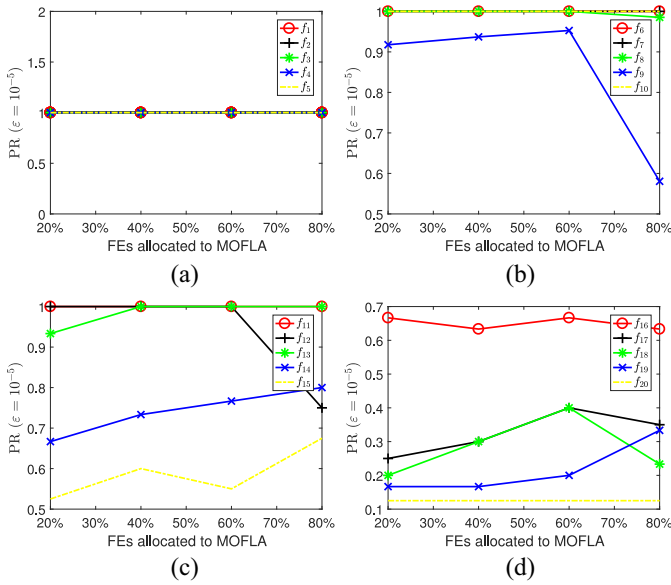 2
1.5
1
0.5
0
PR (ε = 10⁻⁵)
20% 30% 40% 50% 60% 70% 80%
FEs allocated to MOFLA
f₁
f₂
f₃
f₄
f₅
(a)
1
0.9
0.8
0.7
0.6
0.5
PR (ε = 10⁻⁵)
20% 30% 40% 50% 60% 70% 80%
FEs allocated to MOFLA
f₆
f₇
f₈
f₉
f₁₀
(b)
1
0.9
0.8
0.7
0.6
0.5
PR (ε = 10⁻⁵)
20% 30% 40% 50% 60% 70% 80%
FEs allocated to MOFLA
f₁₁
f₁₂
f₁₃
f₁₄
f₁₅
(c)
0.7
0.6
0.5
0.4
0.3
0.2
0.1
PR (ε = 10⁻⁵)
20% 30% 40% 50% 60% 70% 80%
FEs allocated to MOFLA
f₁₆
f₁₇
f₁₈
f₁₉
f₂₀
(d)